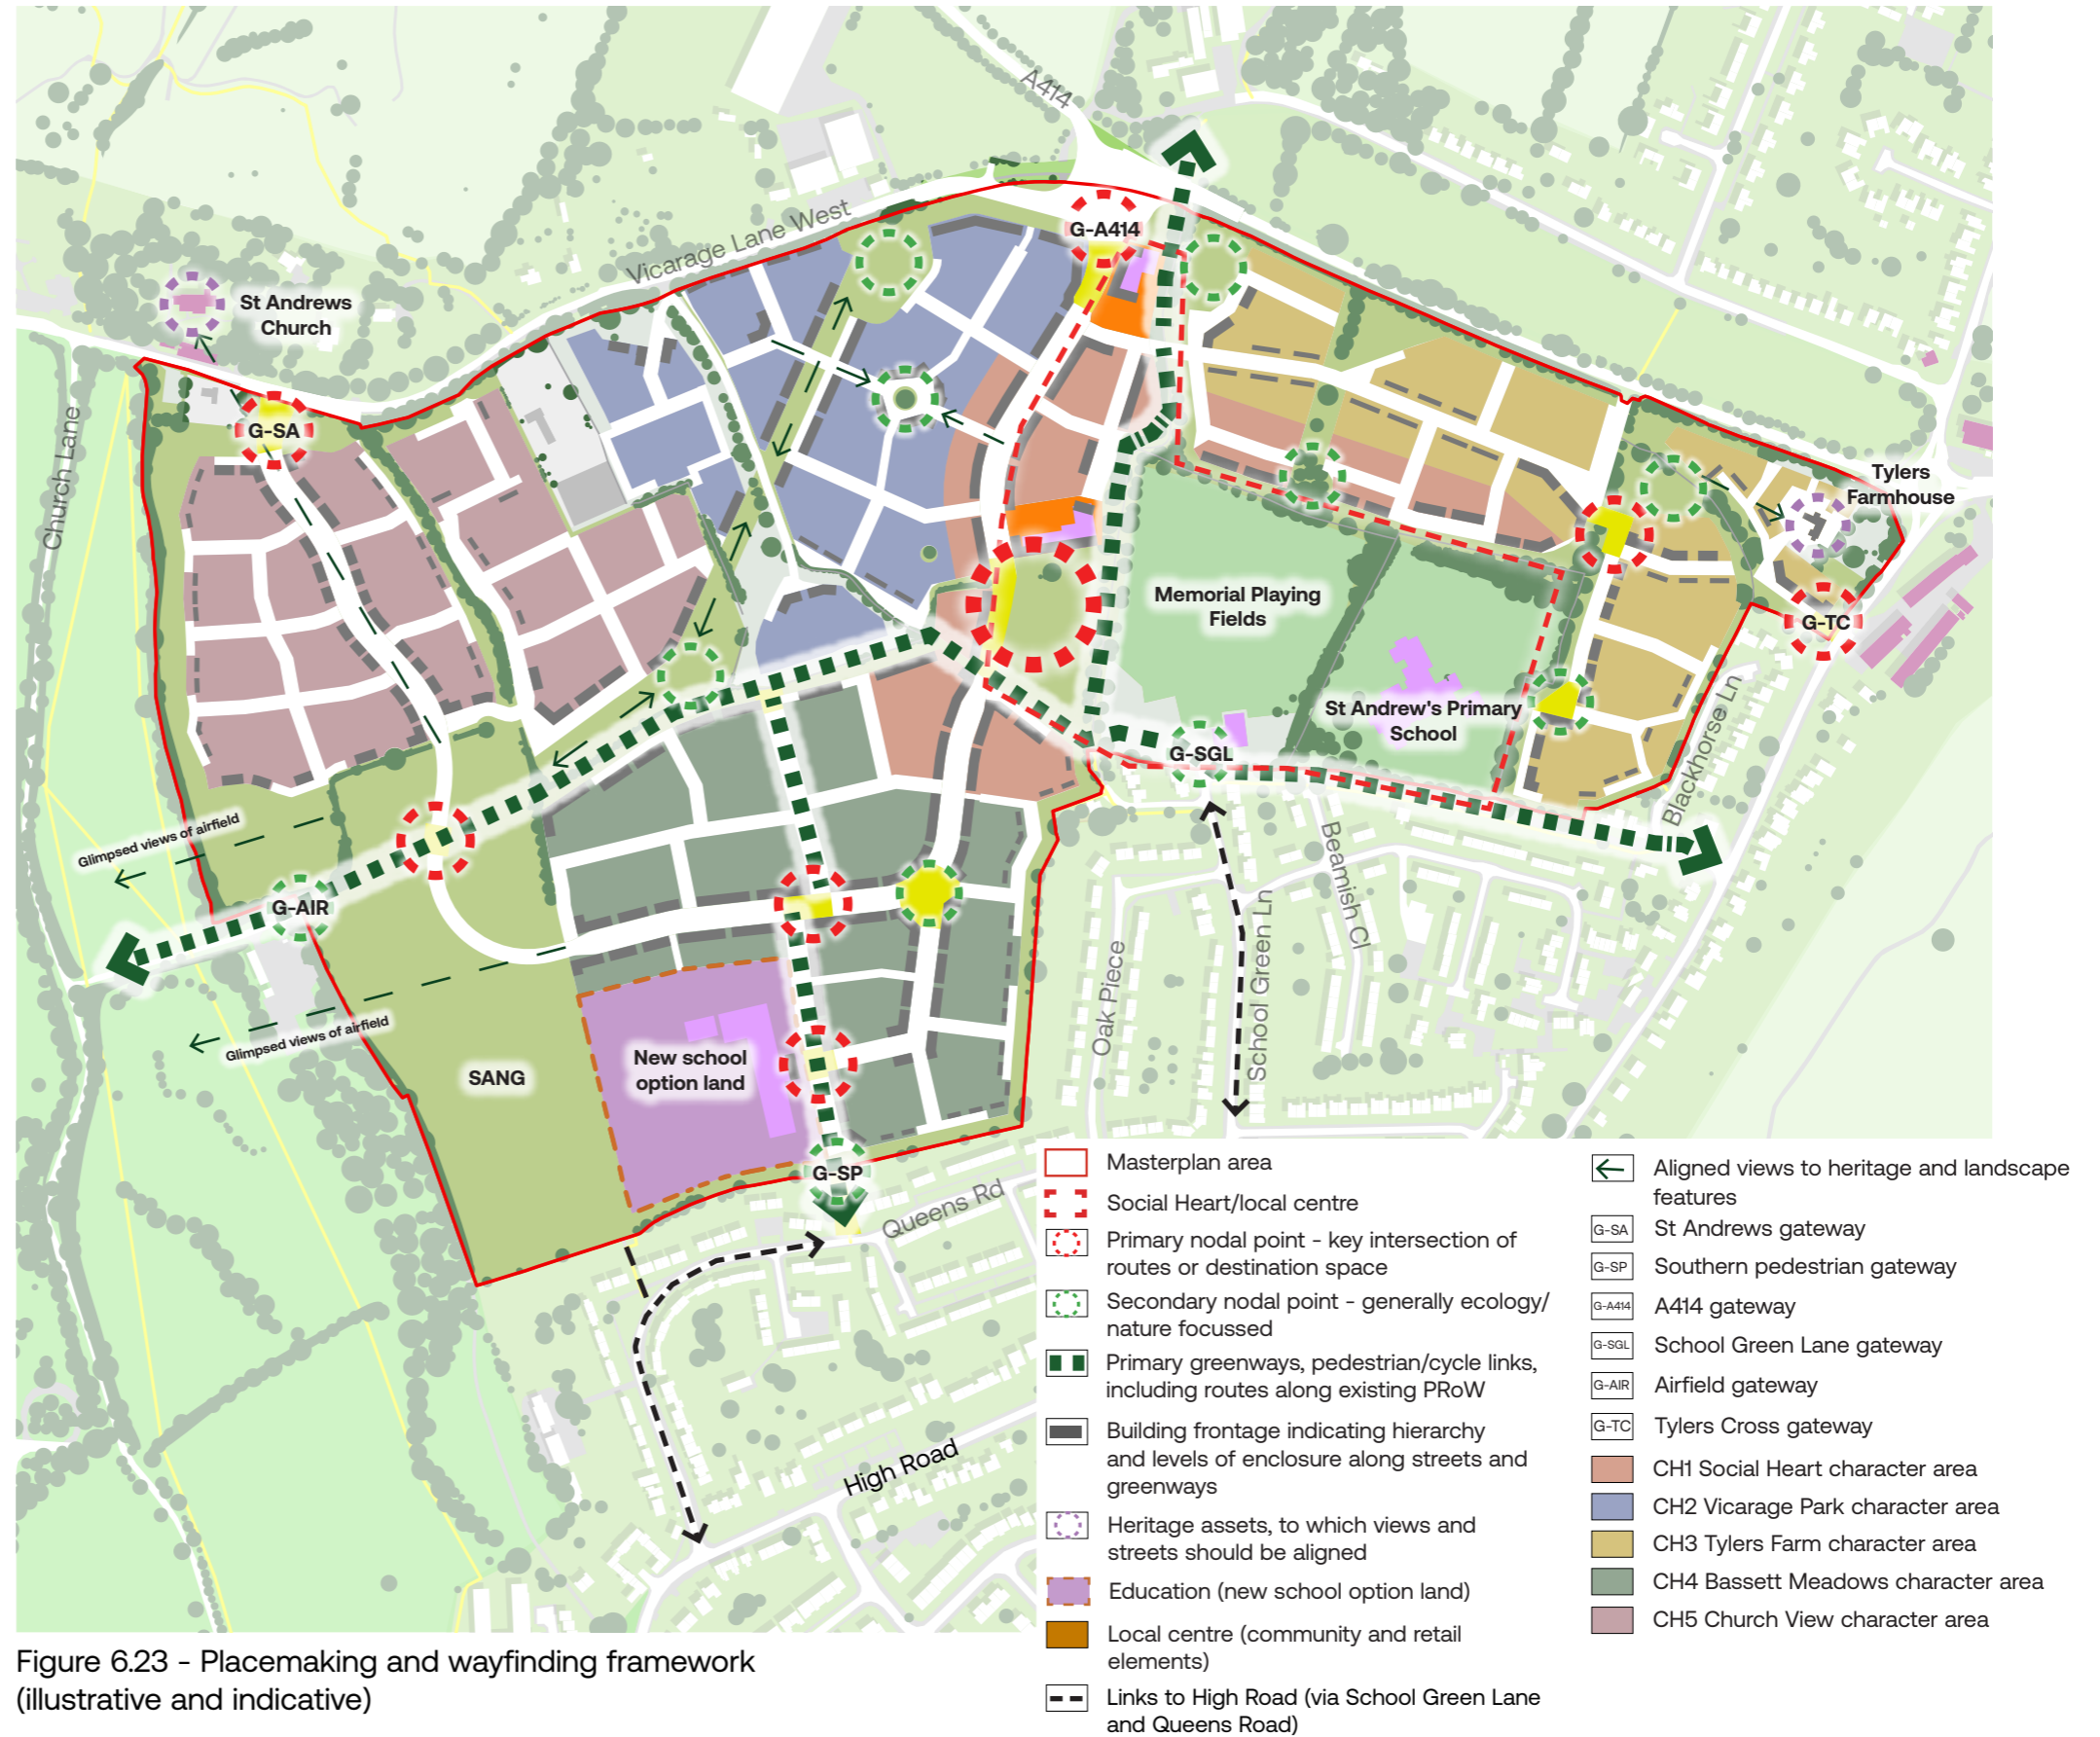 A414
Vicarage Lane West
G-A414
St Andrews
Church
G-SA
Church Lane
Tylers
Farmhouse
Memorial Playing
Fields
G-TC
St Andrew's Primary
School
G-SGL
Blackhorse Ln
Glimpsed views of airfield
G-AIR
Beamish Cl
School Green Ln
Oak Piece
Glimpsed views of airfield
SANG
New school
option land
G-SP
Queens Rd
High Road
Masterplan area
Social Heart/local centre
Primary nodal point - key intersection of
routes or destination space
Secondary nodal point - generally ecology/
nature focussed
Primary greenways, pedestrian/cycle links,
including routes along existing PRoW
Building frontage indicating hierarchy
and levels of enclosure along streets and
greenways
Heritage assets, to which views and
streets should be aligned
Education (new school option land)
Local centre (community and retail
elements)
Links to High Road (via School Green Lane
and Queens Road)
Aligned views to heritage and landscape
features
G-SA St Andrews gateway
G-SP Southern pedestrian gateway
G-A414 A414 gateway
G-SGL School Green Lane gateway
G-AIR Airfield gateway
G-TC Tylers Cross gateway
CH1 Social Heart character area
CH2 Vicarage Park character area
CH3 Tylers Farm character area
CH4 Bassett Meadows character area
CH5 Church View character area
Figure 6.23 - Placemaking and wayfinding framework
(illustrative and indicative)